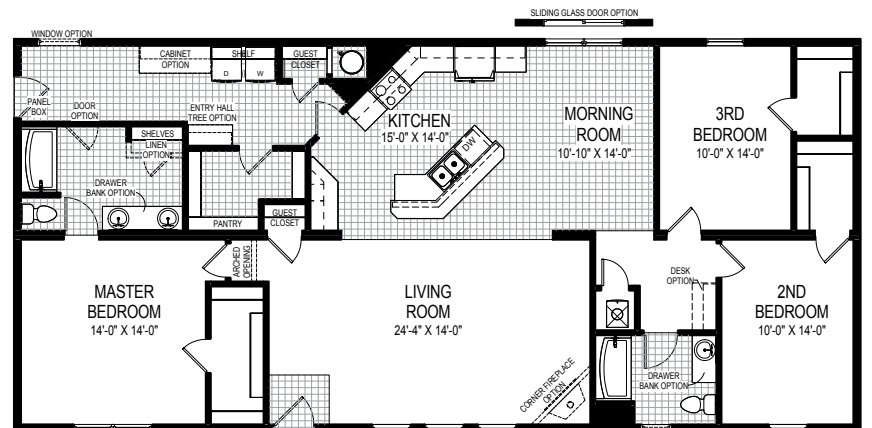 SLIDING GLASS DOOR OPTION
WINDOW OPTION
CABINET
OPTION
SHELF
D
W
GUEST
CLOSET
PANEL
BOX
DOOR
OPTION
ENTRY HALL
TREE OPTION
KITCHEN
15'-0" X 14'-0"
MORNING
ROOM
10'-10" X 14'-0"
3RD
BEDROOM
10'-0" X 14'-0"
SHELVES
LINEN
OPTION
DW
DRAWER
BANK OPTION
PANTRY
GUEST
CLOSET
ARCHED
OPENING
DESK
OPTION
MASTER
BEDROOM
14'-0" X 14'-0"
LIVING
ROOM
24'-4" X 14'-0"
2ND
BEDROOM
10'-0" X 14'-0"
DRAWER
BANK OPTION
CORNER FIREPLACE
OPTION